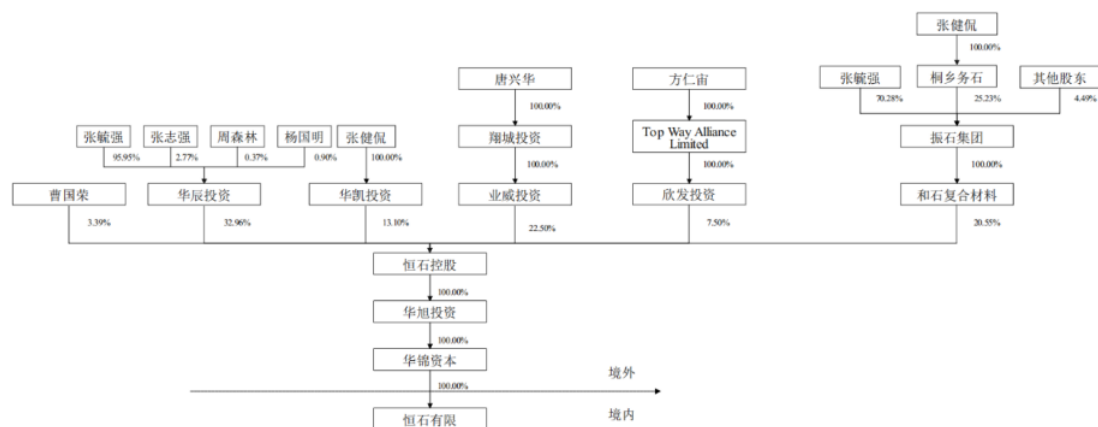 张健侃
100.00%
唐兴华
方仁宙
张毓强
桐乡务石
其他股东
100.00%
100.00%
70.28%
25.23%
4.49%
张毓强
张志强
周森林
杨国明
张健侃
翔城投资
Top Way Alliance
Limited
振石集团
95.95%
2.77%
0.37%
0.90%
100.00%
100.00%
100.00%
100.00%
曹国荣
华辰投资
华凯投资
业威投资
欣发投资
和石复合材料
3.39%
32.96%
13.10%
22.50%
7.50%
20.55%
恒石控股
100.00%
华旭投资
100.00%
华锦资本
境外
100.00%
恒石有限
境内